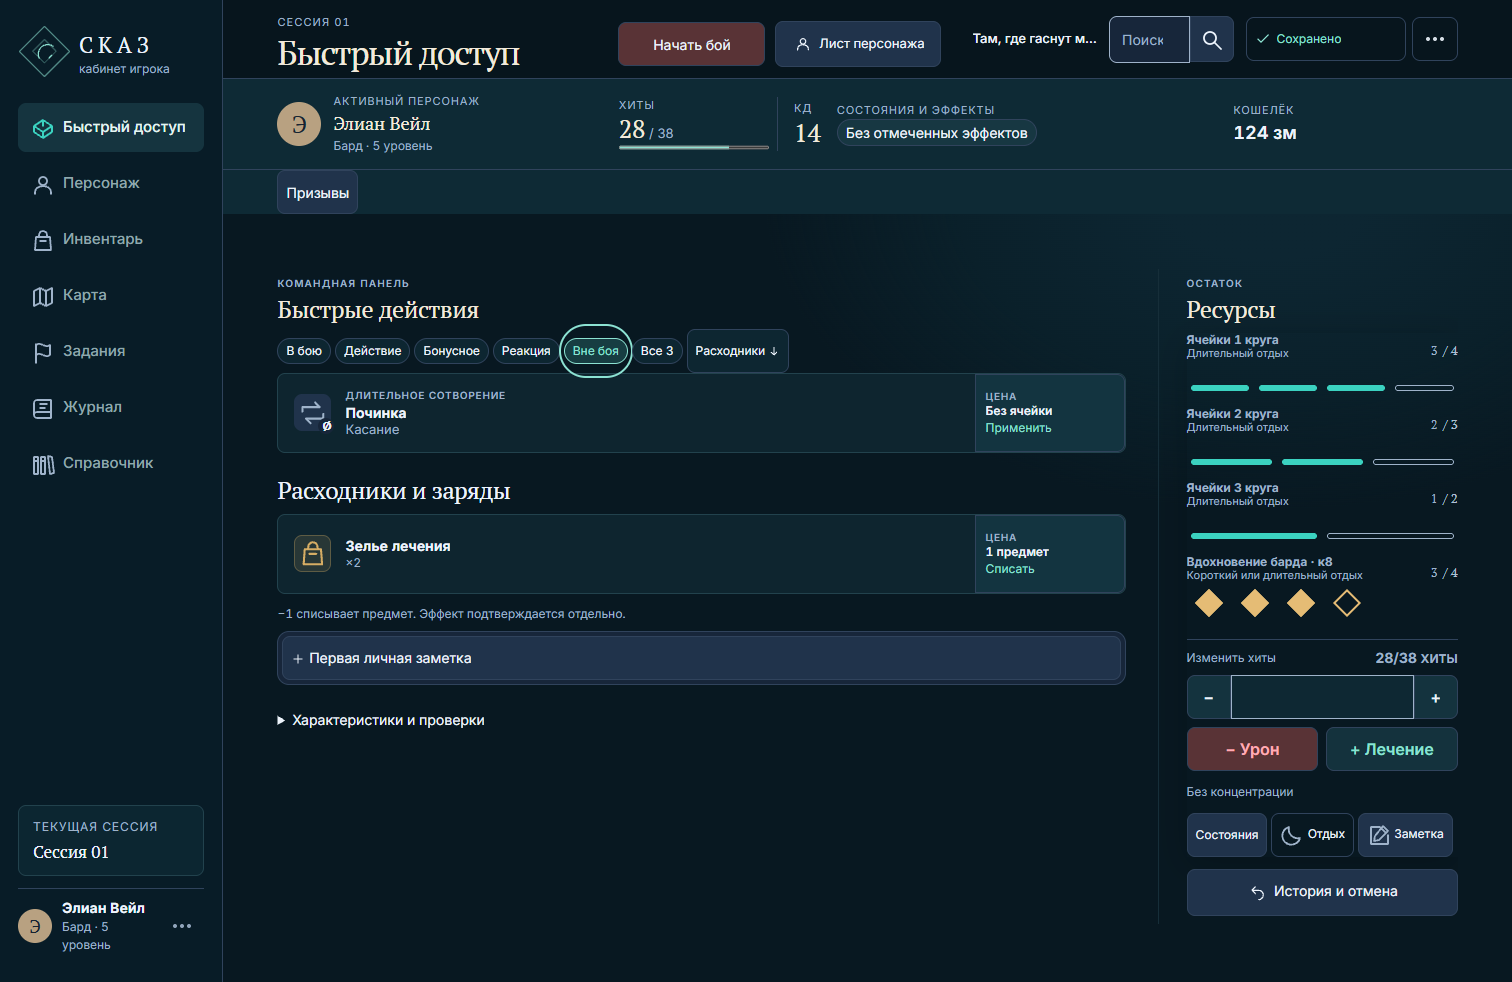 СКАЗ
кабинет игрока
Быстрый доступ
Персонаж
Инвентарь
Карта
Задания
Журнал
Справочник
ТЕКУЩАЯ СЕССИЯ
Сессия 01
Э
Элиан Вейл
Бард · 5 уровень
СЕССИЯ 01
Быстрый доступ
Начать бой
Лист персонажа
Там, где гаснут м...
Поиск
Сохранено
Э
АКТИВНЫЙ ПЕРСОНАЖ
Элиан Вейл
Бард · 5 уровень
ХИТЫ
28 / 38
КД
14
СОСТОЯНИЯ И ЭФФЕКТЫ
Без отмеченных эффектов
КОШЕЛЁК
124 зм
Призывы
КОМАНДНАЯ ПАНЕЛЬ
Быстрые действия
В бою
Действие
Бонусное
Реакция
Вне боя
Все 3
Расходники ↓
ДЛИТЕЛЬНОЕ СОТВОРЕНИЕ
Починка
Касание
ЦЕНА
Без ячейки
Применить
Расходники и заряды
Зелье лечения
×2
ЦЕНА
1 предмет
Списать
−1 списывает предмет. Эффект подтверждается отдельно.
+ Первая личная заметка
Характеристики и проверки
ОСТАТОК
Ресурсы
Ячейки 1 круга
Длительный отдых
3 / 4
Ячейки 2 круга
Длительный отдых
2 / 3
Ячейки 3 круга
Длительный отдых
1 / 2
Вдохновение барда · к8
Короткий или длительный отдых
3 / 4
Изменить хиты
28/38 хиты
−
+
− Урон
+ Лечение
Без концентрации
Состояния
Отдых
Заметка
История и отмена